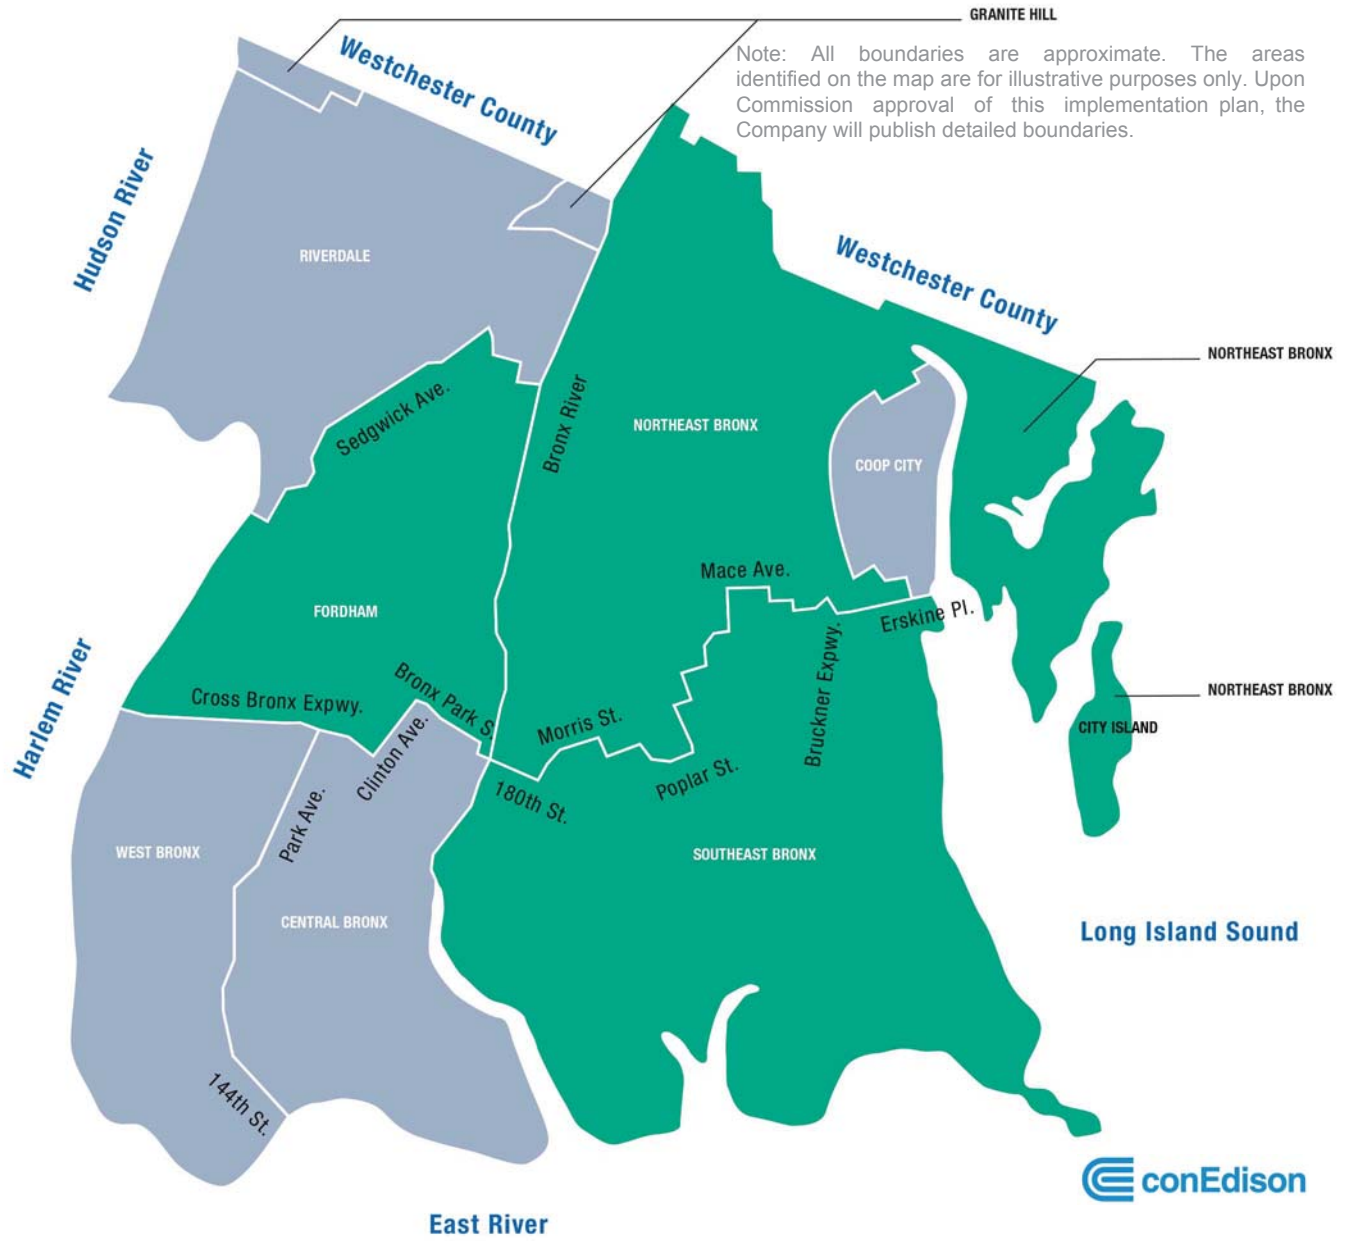 GRANITE HILL
Note: All boundaries are approximate. The areas
identified on the map are for illustrative purposes only. Upon
Commission approval of this implementation plan, the
Company will publish detailed boundaries.
Westchester County
Hudson River
RIVERDALE
Westchester County
NORTHEAST BRONX
Sedgwick Ave.
Bronx River
NORTHEAST BRONX
COOP CITY
Mace Ave.
FORDHAM
Erskine Pl.
Harlem River
Cross Bronx Expwy.
Bronx Park S.
Clinton Ave.
Morris St.
Bruckner Expwy.
NORTHEAST BRONX
CITY ISLAND
Poplar St.
180th St.
Park Ave.
WEST BRONX
SOUTHEAST BRONX
CENTRAL BRONX
Long Island Sound
144th St.
conEdison
East River